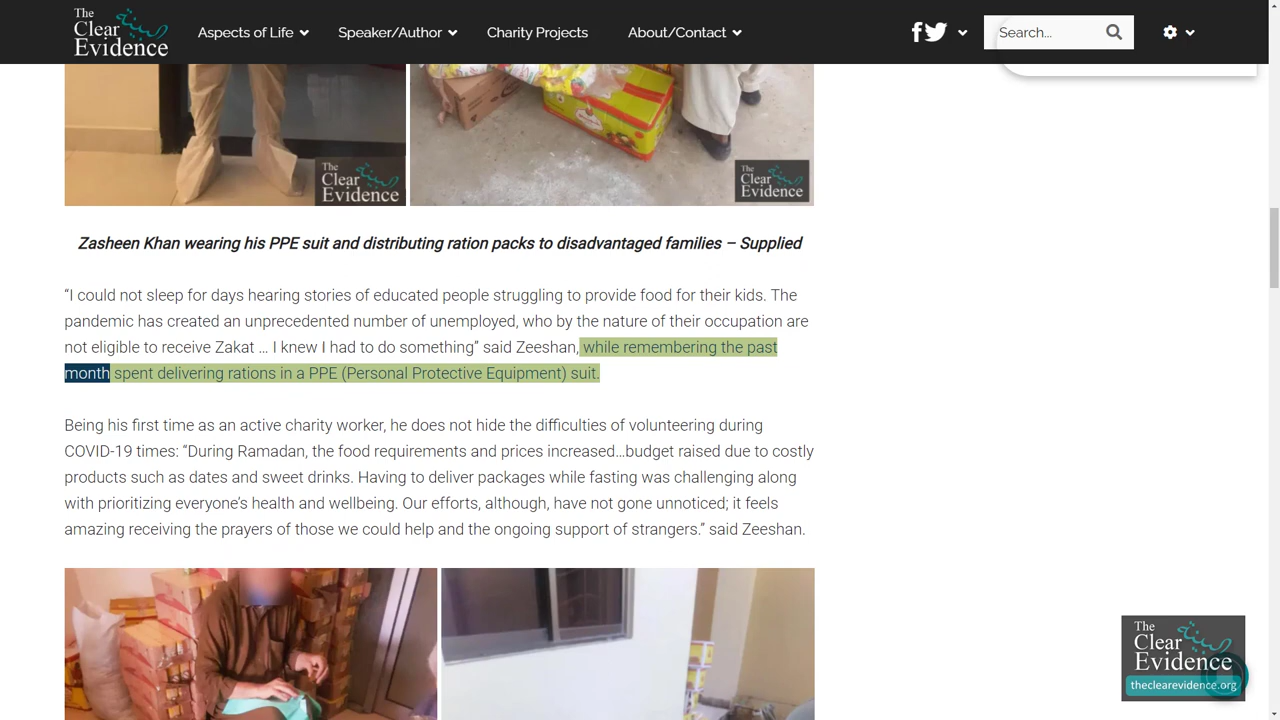 The
Clear
Evidence
Aspects of Life
Speaker/Author
Charity Projects
About/Contact
Search...
The
Clear
Evidence
The
Clear
Evidence
Zasheen Khan wearing his PPE suit and distributing ration packs to disadvantaged families – Supplied
“I could not sleep for days hearing stories of educated people struggling to provide food for their kids. The
pandemic has created an unprecedented number of unemployed, who by the nature of their occupation are
not eligible to receive Zakat … I knew I had to do something” said Zeeshan, while remembering the past
month spent delivering rations in a PPE (Personal Protective Equipment) suit.
Being his first time as an active charity worker, he does not hide the difficulties of volunteering during
COVID-19 times: “During Ramadan, the food requirements and prices increased…budget raised due to costly
products such as dates and sweet drinks. Having to deliver packages while fasting was challenging along
with prioritizing everyone’s health and wellbeing. Our efforts, although, have not gone unnoticed; it feels
amazing receiving the prayers of those we could help and the ongoing support of strangers.” said Zeeshan.
The
Clear
Evidence
theclearevidence.org